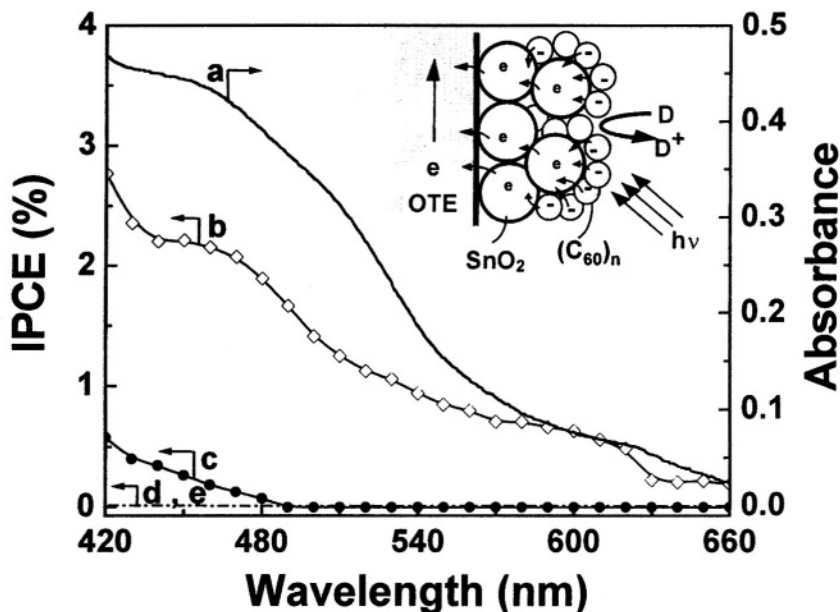 4
3
2
1
0
IPCE (%)
0.5
0.4
0.3
0.2
0.1
0.0
Absorbance
420
480
540
600
660
Wavelength (nm)
a
b
c
d , e
e
OTE
e
e
e
e
e
-
-
-
-
-
-
-
-
-
-
D
D⁺
hν
SnO₂
(C₆₀)ₙ